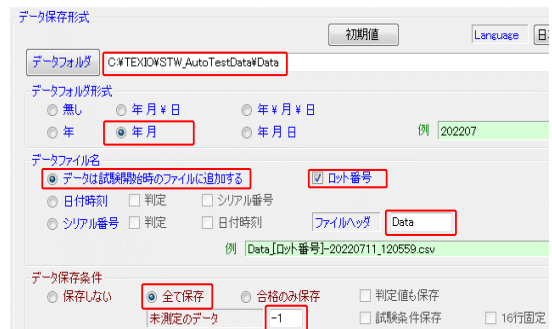 データ保存形式
初期値 Language 日
データフォルダ C:¥TEXIO¥STW_AutoTestData¥Data
データフォルダ形式
無し 年月¥日 年¥月¥日
年 年月 年月日 例 202207
データファイル名
データは試験開始時のファイルに追加する ロット番号
日付時刻 判定 シリアル番号
シリアル番号 判定 日付時刻 ファイルヘッダ Data
例 Data_[ロット番号]-20220711_120559.csv
データ保存条件
保存しない 全て保存 合格のみ保存 判定値も保存
未測定のデータ -1 試験条件保存 16行固定